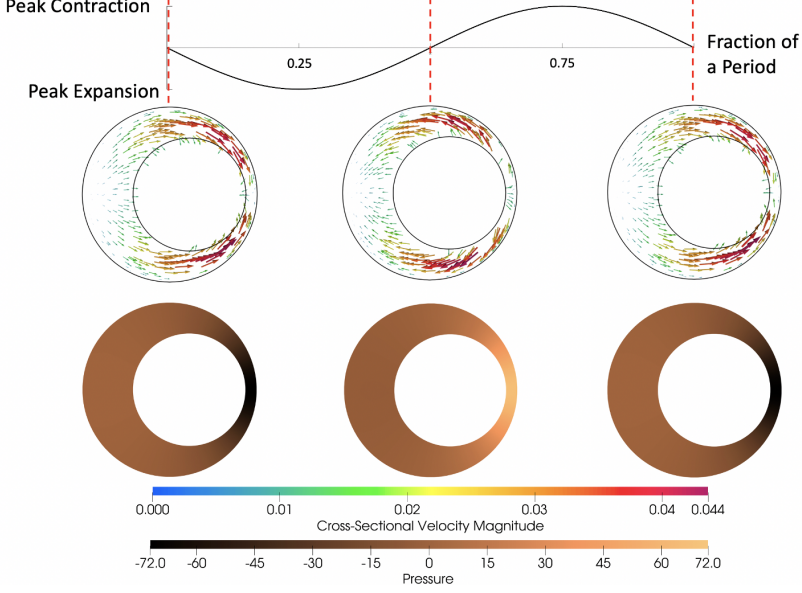 Peak Contraction
0.25
0.75
Fraction of
a Period
Peak Expansion
0.000 0.01 0.02 0.03 0.04 0.044
Cross-Sectional Velocity Magnitude
-72.0 -60 -45 -30 -15 0 15 30 45 60 72.0
Pressure